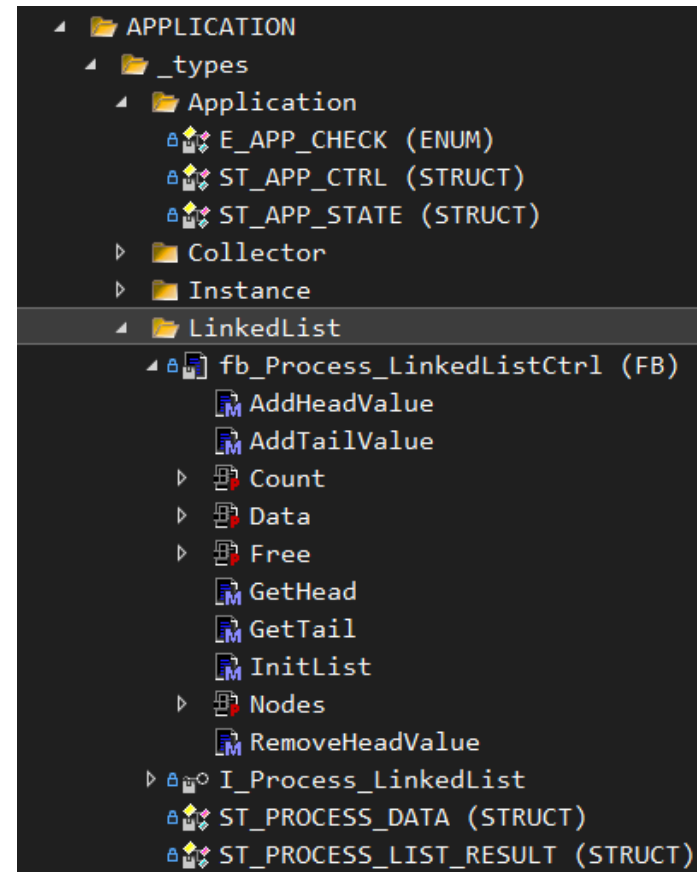 APPLICATION
_types
Application
E_APP_CHECK (ENUM)
ST_APP_CTRL (STRUCT)
ST_APP_STATE (STRUCT)
Collector
Instance
LinkedList
fb_Process_LinkedListCtrl (FB)
AddHeadValue
AddTailValue
Count
Data
Free
GetHead
GetTail
InitList
Nodes
RemoveHeadValue
I_Process_LinkedList
ST_PROCESS_DATA (STRUCT)
ST_PROCESS_LIST_RESULT (STRUCT)